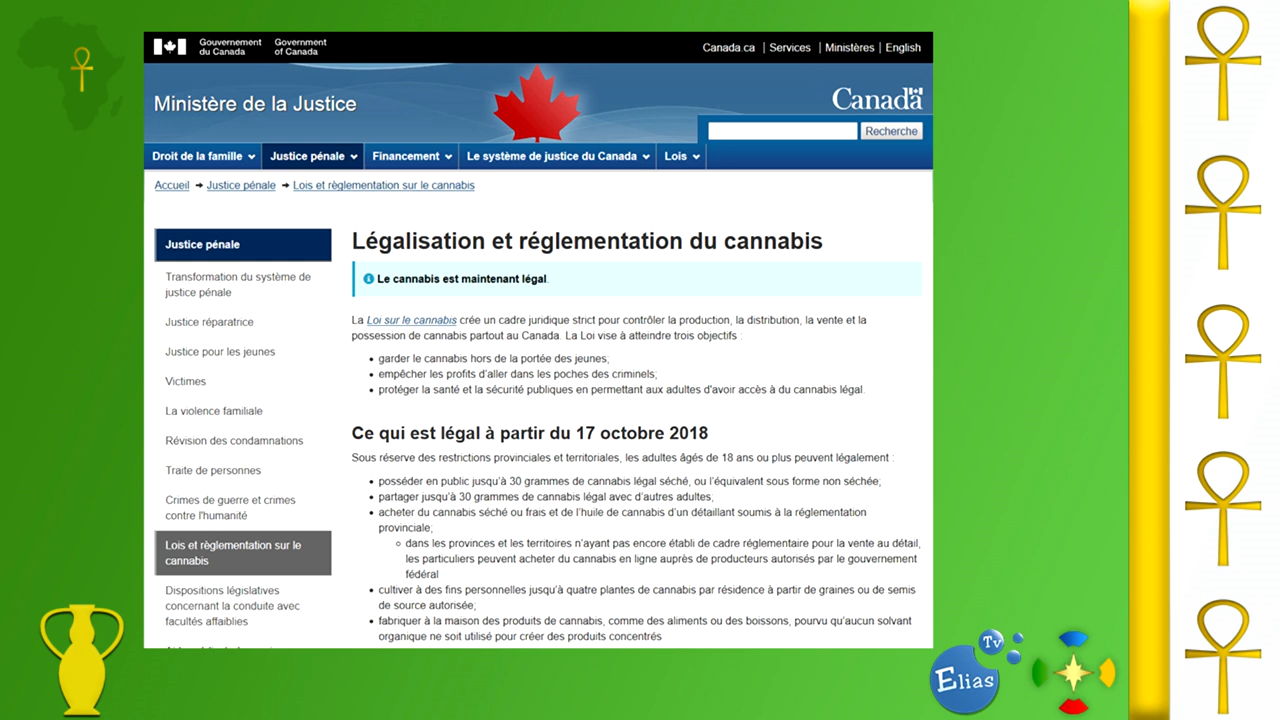 Gouvernement du Canada
Government of Canada
Canada.ca | Services | Ministères | English
Ministère de la Justice
Canada
Recherche
Droit de la famille
Justice pénale
Financement
Le système de justice du Canada
Lois
Accueil → Justice pénale → Lois et règlementation sur le cannabis
Justice pénale
Transformation du système de
justice pénale
Justice réparatrice
Justice pour les jeunes
Victimes
La violence familiale
Révision des condamnations
Traite de personnes
Crimes de guerre et crimes
contre l'humanité
Lois et règlementation sur le
cannabis
Dispositions législatives
concernant la conduite avec
facultés affaiblies
Légalisation et réglementation du cannabis
Le cannabis est maintenant légal.
La Loi sur le cannabis crée un cadre juridique strict pour contrôler la production, la distribution, la vente et la
possession de cannabis partout au Canada. La Loi vise à atteindre trois objectifs :
• garder le cannabis hors de la portée des jeunes;
• empêcher les profits d'aller dans les poches des criminels;
• protéger la santé et la sécurité publiques en permettant aux adultes d'avoir accès à du cannabis légal.
Ce qui est légal à partir du 17 octobre 2018
Sous réserve des restrictions provinciales et territoriales, les adultes âgés de 18 ans ou plus peuvent légalement :
• posséder en public jusqu'à 30 grammes de cannabis légal séché, ou l'équivalent sous forme non séchée;
• partager jusqu'à 30 grammes de cannabis légal avec d'autres adultes;
• acheter du cannabis séché ou frais et de l'huile de cannabis d'un détaillant soumis à la réglementation
provinciale;
◦ dans les provinces et les territoires n'ayant pas encore établi de cadre réglementaire pour la vente au détail,
les particuliers peuvent acheter du cannabis en ligne auprès de producteurs autorisés par le gouvernement
fédéral
• cultiver à des fins personnelles jusqu'à quatre plantes de cannabis par résidence à partir de graines ou de semis
de source autorisée;
• fabriquer à la maison des produits de cannabis, comme des aliments ou des boissons, pourvu qu'aucun solvant
organique ne soit utilisé pour créer des produits concentrés
Elias Tv